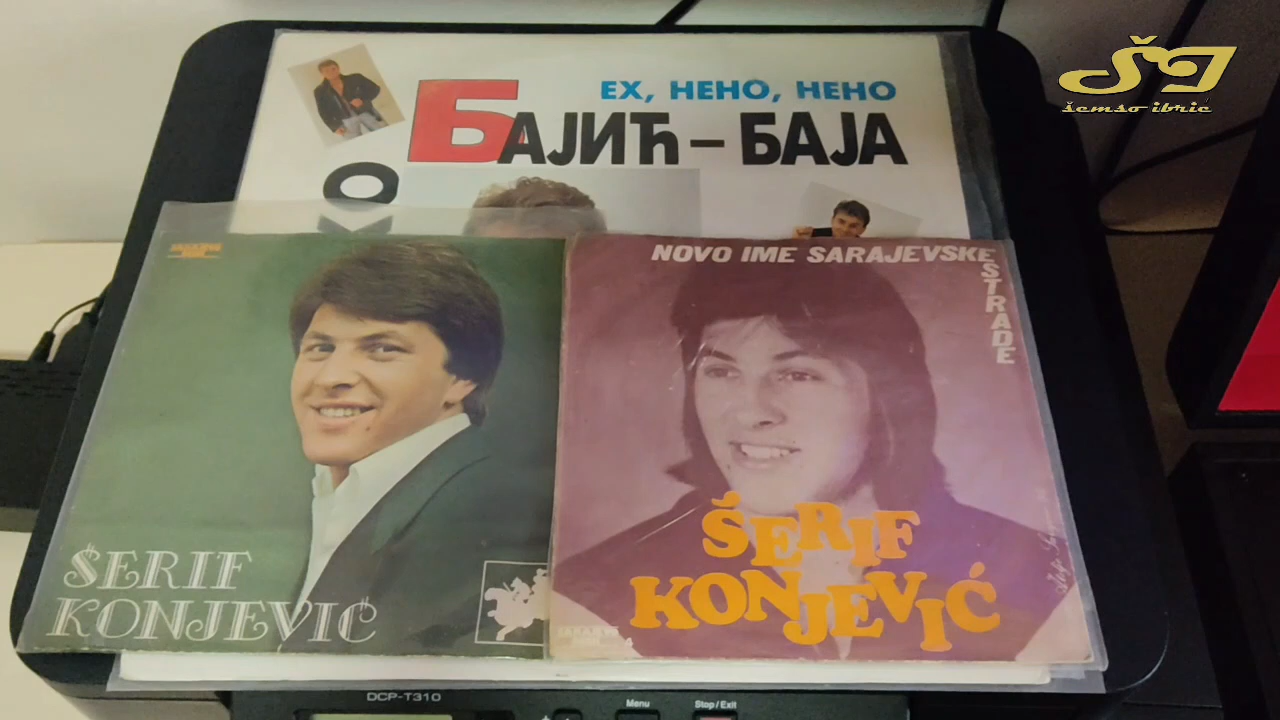 ŠI
šemso ibrić
ЕХ, НЕНО, НЕНО
БАЈИЋ – БАЈА
NOVO IME SARAJEVSKE
ESTRADE
ŠERIF
KONJEVIĆ
ŠERIF
KONJEVIĆ
DCP-T310
Menu
Stop/Exit